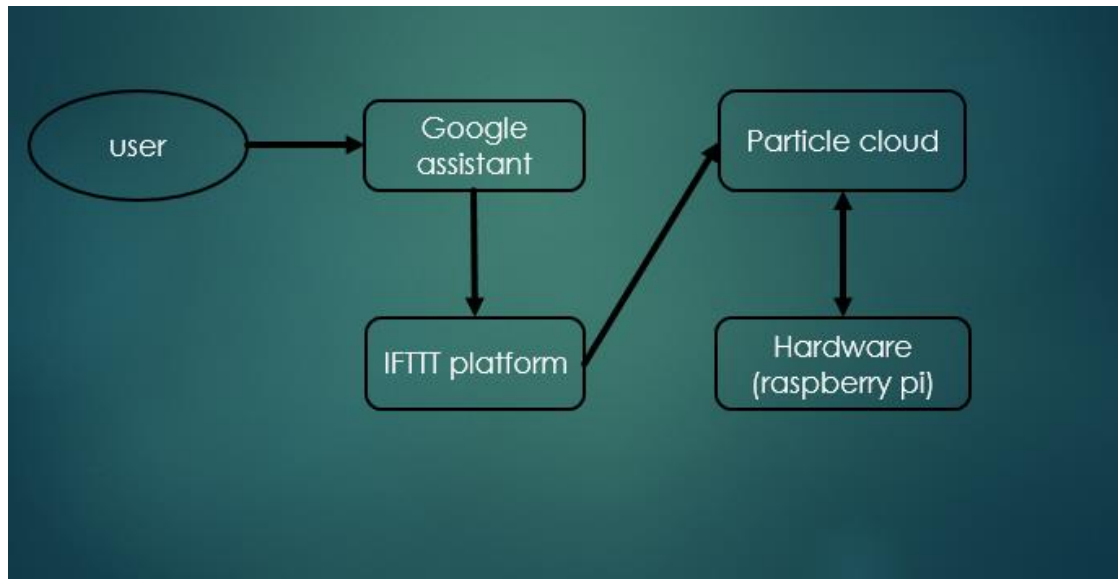 user
Google
assistant
IFTTT platform
Particle cloud
Hardware
(raspberry pi)